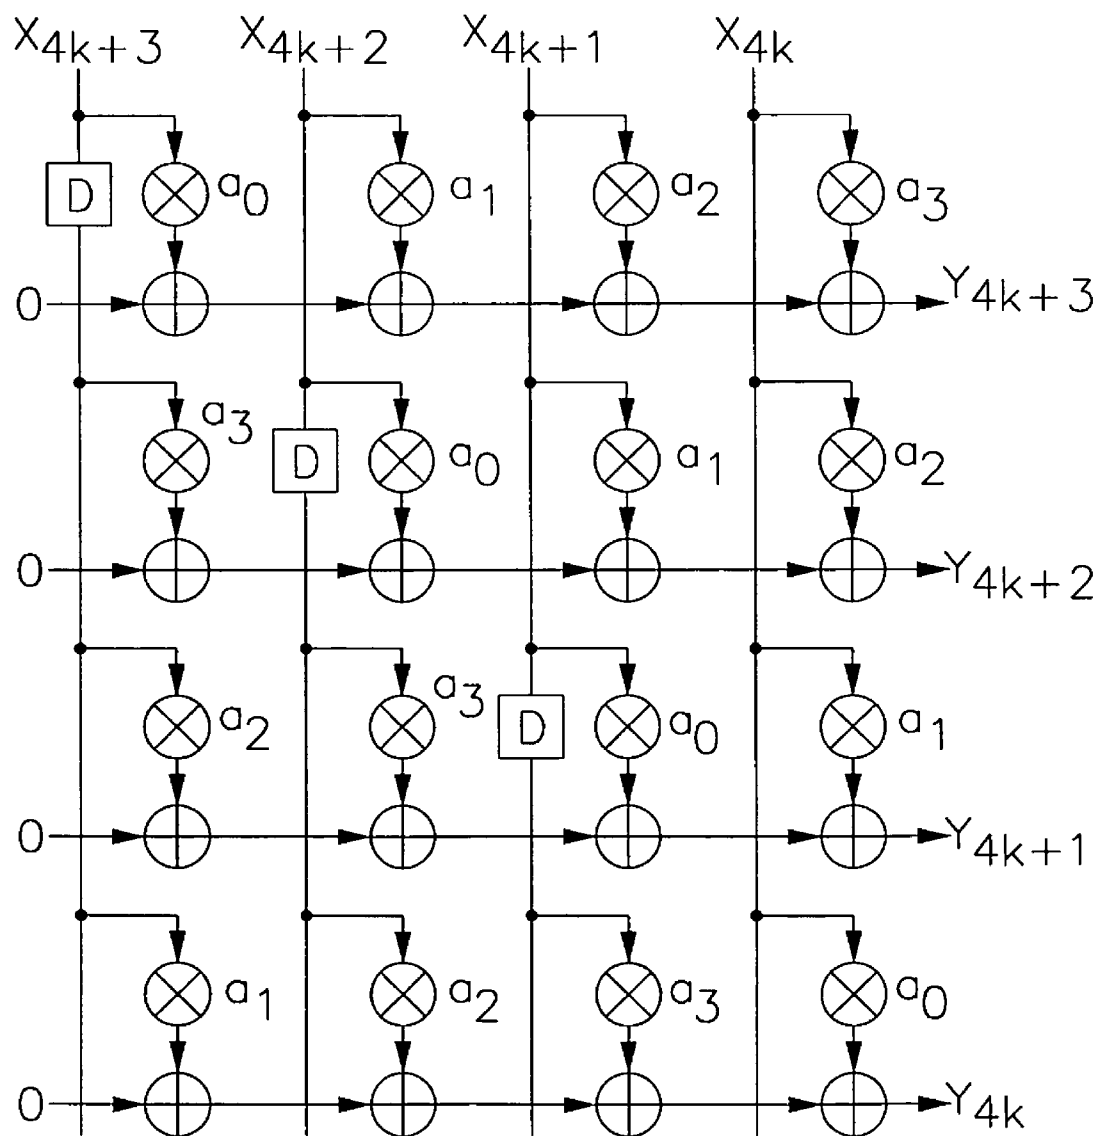 X4k+3 X4k+2 X4k+1 X4k
D a0 a1 a2 a3
0 Y4k+3
a3 D a0 a1 a2
0 Y4k+2
a2 a3 D a0 a1
0 Y4k+1
a1 a2 a3 a0
0 Y4k